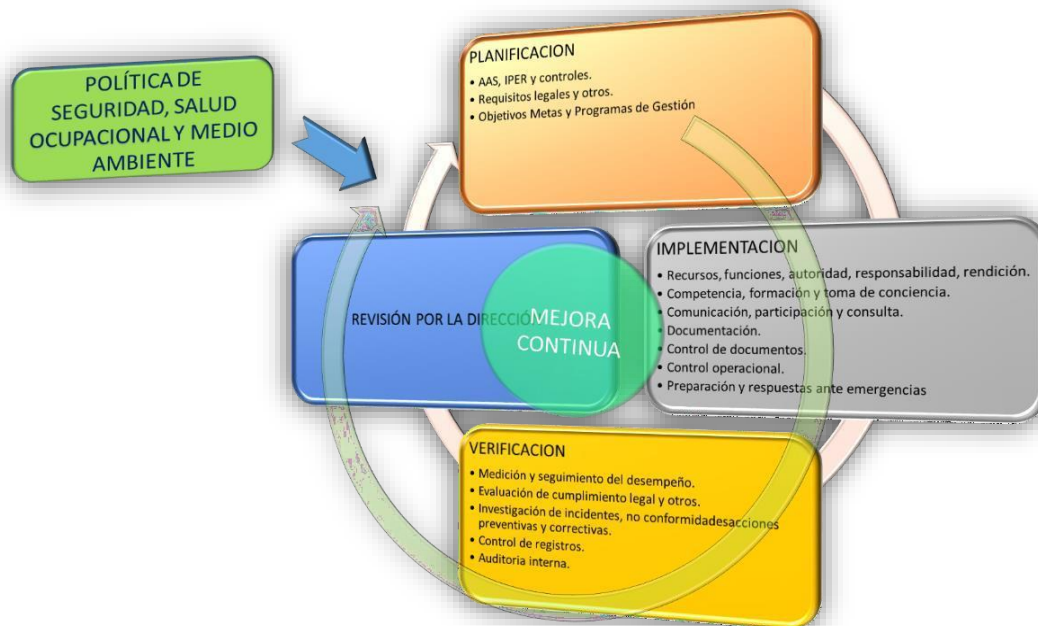 POLÍTICA DE
SEGURIDAD, SALUD
OCUPACIONAL Y MEDIO
AMBIENTE
PLANIFICACION
• AAS, IPER y controles.
• Requisitos legales y otros.
• Objetivos Metas y Programas de Gestión
IMPLEMENTACION
• Recursos, funciones, autoridad, responsabilidad, rendición.
• Competencia, formación y toma de conciencia.
• Comunicación, participación y consulta.
• Documentación.
• Control de documentos.
• Control operacional.
• Preparación y respuestas ante emergencias
REVISIÓN POR LA DIRECCIÓN
MEJORA
CONTINUA
VERIFICACION
• Medición y seguimiento del desempeño.
• Evaluación de cumplimiento legal y otros.
• Investigación de incidentes, no conformidadesacciones
preventivas y correctivas.
• Control de registros.
• Auditoria interna.